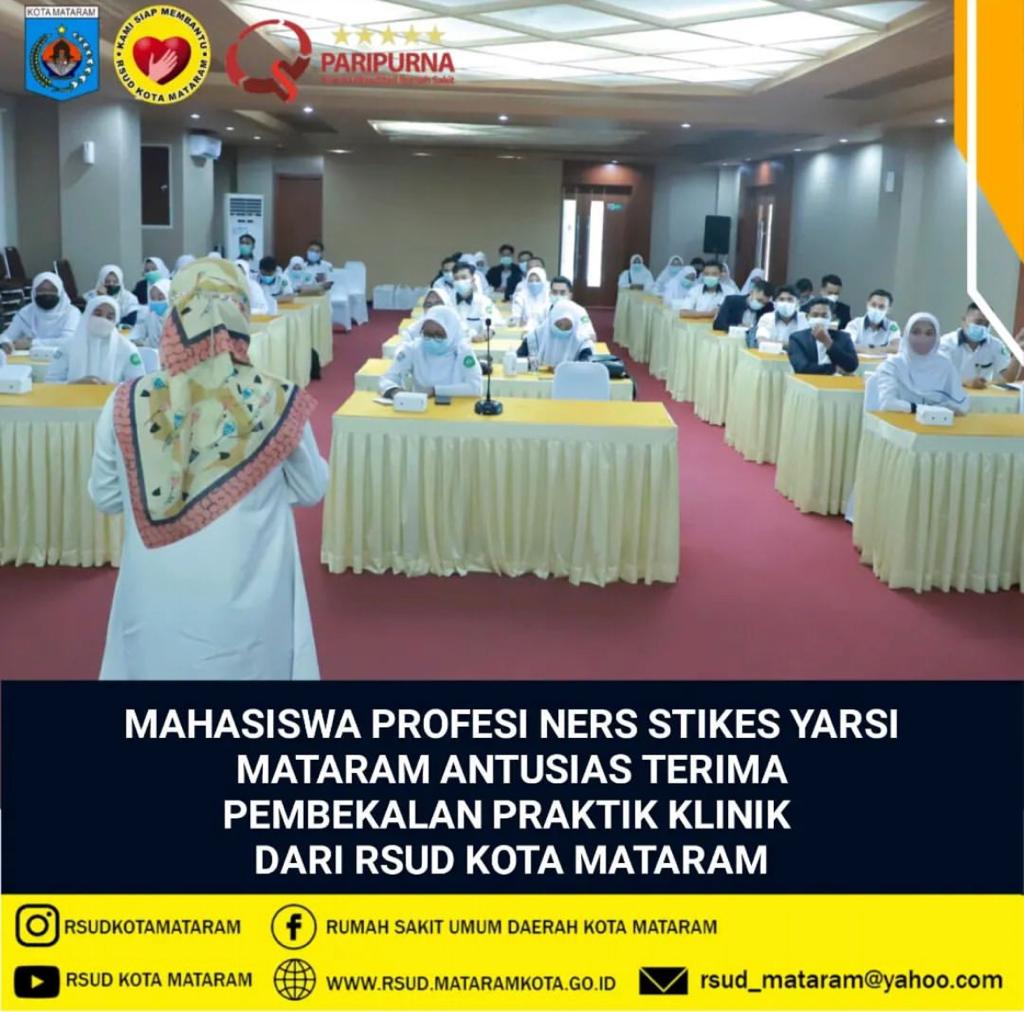 KOTA MATARAM
KAMI SIAP MEMBANTU
RSUD KOTA MATARAM
PARIPURNA
MAHASISWA PROFESI NERS STIKES YARSI
MATARAM ANTUSIAS TERIMA
PEMBEKALAN PRAKTIK KLINIK
DARI RSUD KOTA MATARAM
RSUDKOTAMATARAM
RUMAH SAKIT UMUM DAERAH KOTA MATARAM
RSUD KOTA MATARAM
WWW.RSUD.MATARAMKOTA.GO.ID
rsud_mataram@yahoo.com